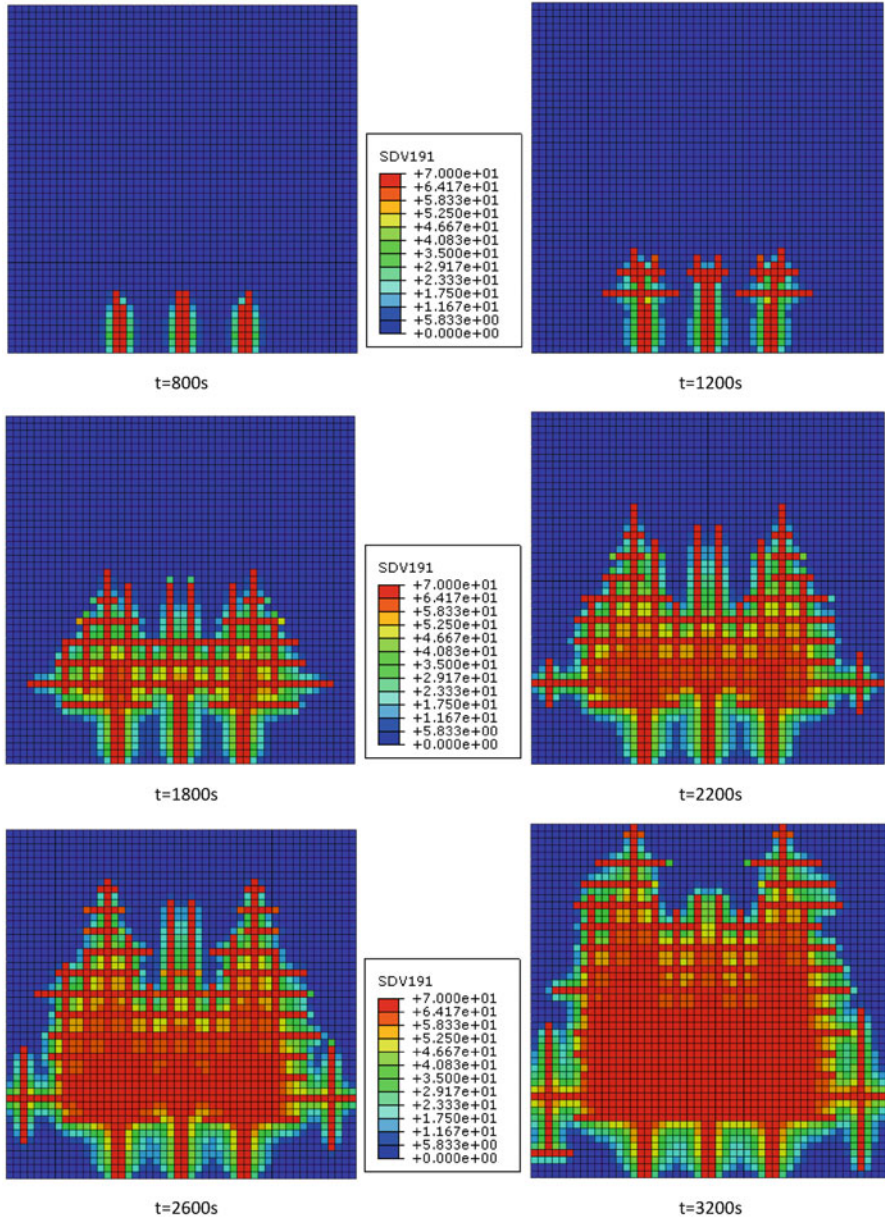 SDV191
+7.000e+01
+6.417e+01
+5.833e+01
+5.250e+01
+4.667e+01
+4.083e+01
+3.500e+01
+2.917e+01
+2.333e+01
+1.750e+01
+1.167e+01
+5.833e+00
+0.000e+00
t=800s
t=1200s
SDV191
+7.000e+01
+6.417e+01
+5.833e+01
+5.250e+01
+4.667e+01
+4.083e+01
+3.500e+01
+2.917e+01
+2.333e+01
+1.750e+01
+1.167e+01
+5.833e+00
+0.000e+00
t=1800s
t=2200s
SDV191
+7.000e+01
+6.417e+01
+5.833e+01
+5.250e+01
+4.667e+01
+4.083e+01
+3.500e+01
+2.917e+01
+2.333e+01
+1.750e+01
+1.167e+01
+5.833e+00
+0.000e+00
t=2600s
t=3200s